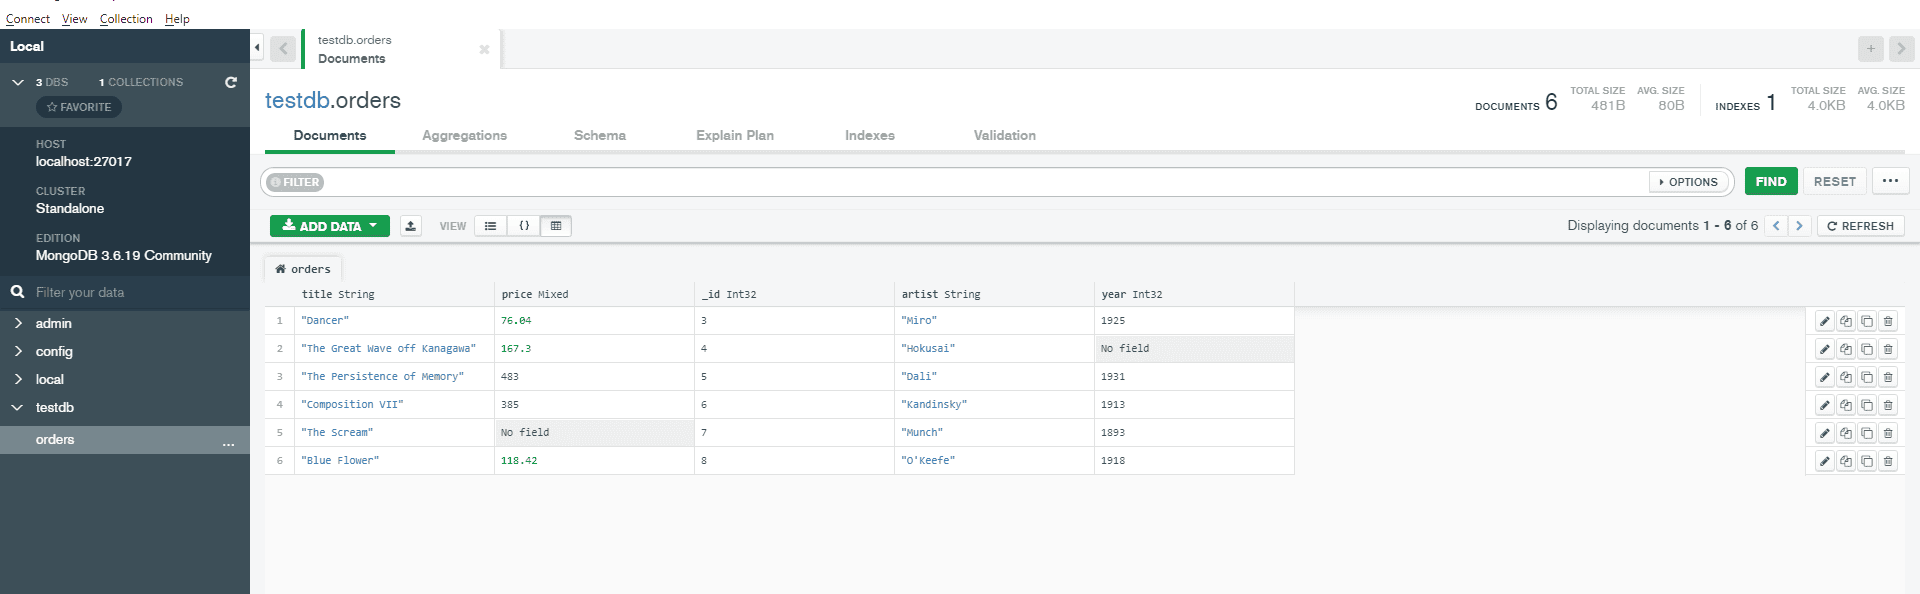 Connect View Collection Help
Local
3 DBS 1 COLLECTIONS
FAVORITE
HOST
localhost:27017
CLUSTER
Standalone
EDITION
MongoDB 3.6.19 Community
Filter your data
admin
config
local
testdb
orders ...
testdb.orders
Documents
testdb.orders
DOCUMENTS 6 TOTAL SIZE 481B AVG. SIZE 80B INDEXES 1 TOTAL SIZE 4.0KB AVG. SIZE 4.0KB
Documents Aggregations Schema Explain Plan Indexes Validation
FILTER OPTIONS FIND RESET ...
ADD DATA VIEW {} Displaying documents 1 - 6 of 6 < > REFRESH
orders
title String price Mixed _id Int32 artist String year Int32
1 "Dancer" 76.04 3 "Miro" 1925
2 "The Great Wave off Kanagawa" 167.3 4 "Hokusai" No field
3 "The Persistence of Memory" 483 5 "Dali" 1931
4 "Composition VII" 385 6 "Kandinsky" 1913
5 "The Scream" No field 7 "Munch" 1893
6 "Blue Flower" 118.42 8 "O'Keefe" 1918